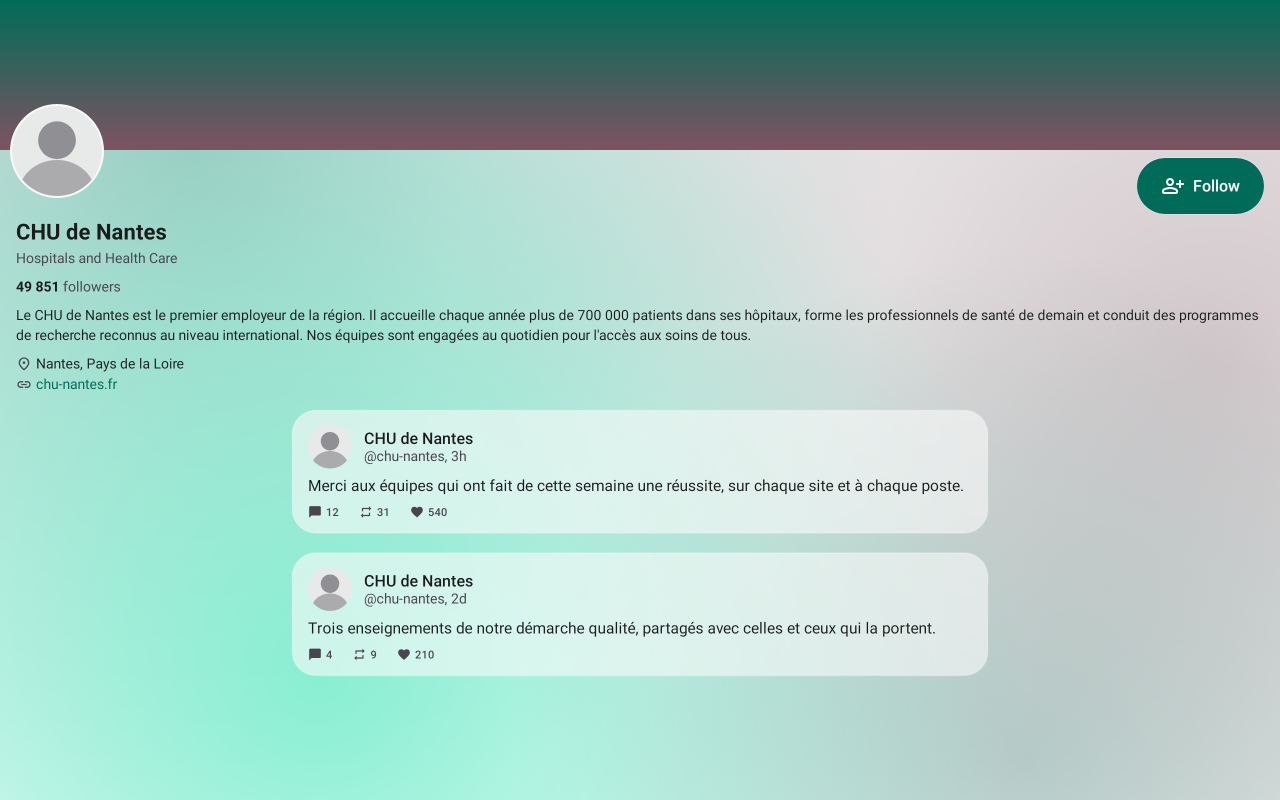 Follow
CHU de Nantes
Hospitals and Health Care
49 851 followers
Le CHU de Nantes est le premier employeur de la région. Il accueille chaque année plus de 700 000 patients dans ses hôpitaux, forme les professionnels de santé de demain et conduit des programmes
de recherche reconnus au niveau international. Nos équipes sont engagées au quotidien pour l'accès aux soins de tous.
Nantes, Pays de la Loire
chu-nantes.fr
CHU de Nantes
@chu-nantes, 3h
Merci aux équipes qui ont fait de cette semaine une réussite, sur chaque site et à chaque poste.
12 31 540
CHU de Nantes
@chu-nantes, 2d
Trois enseignements de notre démarche qualité, partagés avec celles et ceux qui la portent.
4 9 210